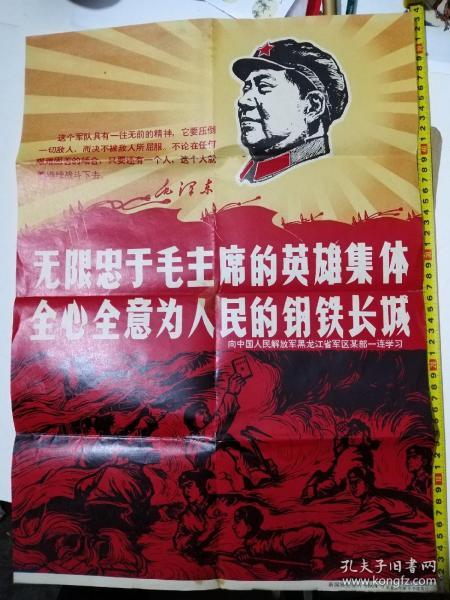 这个军队具有一往无前的精神，它要压倒
一切敌人，而决不被敌人所屈服。不论在任何
艰难困苦的场合，只要还有一个人，这个人就
要继续战斗下去。
毛泽东
无限忠于毛主席的英雄集体
全心全意为人民的钢铁长城
向中国人民解放军黑龙江省军区某部一连学习
孔夫子旧书网
www.kongfz.com